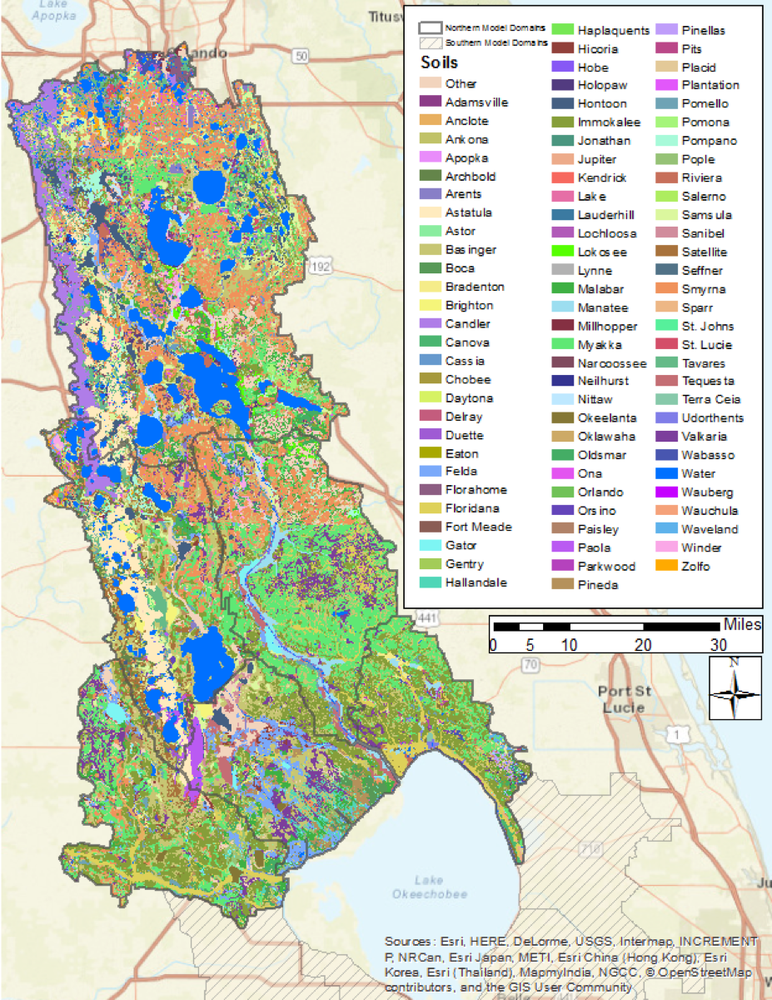 Lake
Apopka
Titusv
Orlando
50
192
441
70
Port St
Lucie
1
710
Lake
Okeechobee
Ju
Northern Model Domains
Southern Model Domains
Soils
Other
Adamsville
Anclote
Ankona
Apopka
Archbold
Arents
Astatula
Astor
Basinger
Boca
Bradenton
Brighton
Candler
Canova
Cassia
Chobee
Daytona
Delray
Duette
Eaton
Felda
Florahome
Floridana
Fort Meade
Gator
Gentry
Hallandale
Haplaquents
Hicoria
Hobe
Holopaw
Hontoon
Immokalee
Jonathan
Jupiter
Kendrick
Lake
Lauderhill
Lochloosa
Lokosee
Lynne
Malabar
Manatee
Millhopper
Myakka
Narcoossee
Neilhurst
Nittaw
Okeelanta
Oklawaha
Oldsmar
Ona
Orlando
Orsino
Paisley
Paola
Parkwood
Pineda
Pinellas
Pits
Placid
Plantation
Pomello
Pomona
Pompano
Pople
Riviera
Salerno
Samsula
Sanibel
Satellite
Seffner
Smyrna
Sparr
St. Johns
St. Lucie
Tavares
Tequesta
Terra Ceia
Udorthents
Vakaria
Wabasso
Water
Wauberg
Wauchula
Waveland
Winder
Zolfo
Miles
0 5 10 20 30
N
Sources: Esri, HERE, DeLorme, USGS, Intermap, INCREMENT
P, NRCan, Esri Japan, METI, Esri China (Hong Kong), Esri
Korea, Esri (Thailand), MapmyIndia, NGCC, © OpenStreetMap
contributors, and the GIS User Community
Belle